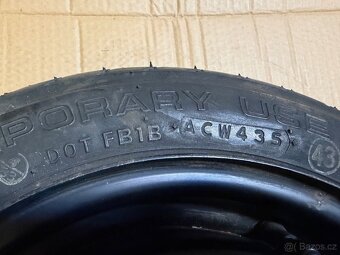 PORARY USE
DOT FB1B ACW435
43
Bazos.cz